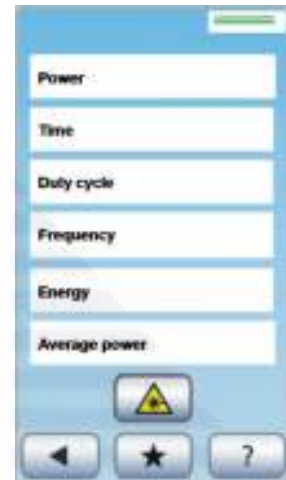 Power
Time
Duty cycle
Frequency
Energy
Average power
?